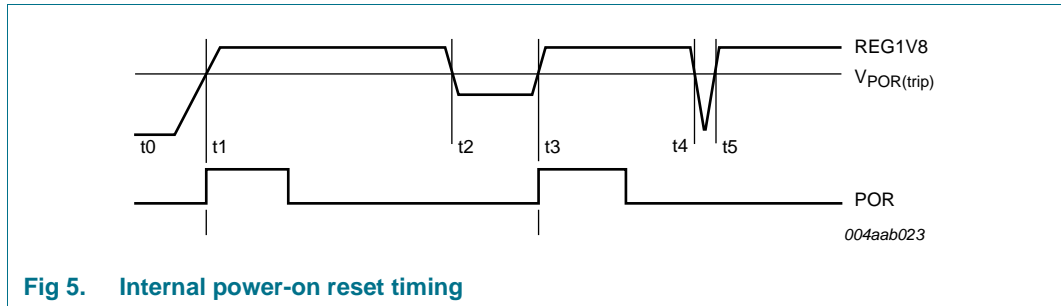 REG1V8
VPOR(trip)
t0 t1 t2 t3 t4 t5
POR
004aab023
Fig 5. Internal power-on reset timing